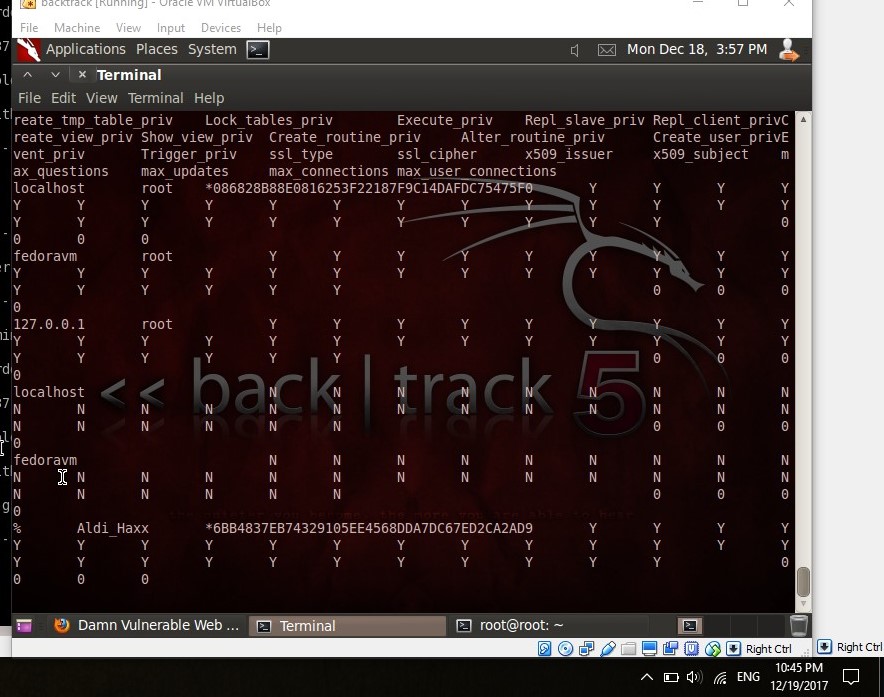 backtrack [Running] - Oracle VM VirtualBox
File Machine View Input Devices Help
Applications Places System Mon Dec 18, 3:57 PM
Terminal
File Edit View Terminal Help
reate_tmp_table_priv Lock_tables_priv Execute_priv Repl_slave_priv Repl_client_privC
reate_view_priv Show_view_priv Create_routine_priv Alter_routine_priv Create_user_privE
vent_priv Trigger_priv ssl_type ssl_cipher x509_issuer x509_subject m
ax_questions max_updates max_connections max_user_connections
localhost root *086828B88E0816253F22187F9C14DAFDC75475F0 Y Y Y Y
Y Y Y Y Y Y Y Y Y Y Y Y Y
Y Y Y Y Y Y Y Y Y Y Y 0
0 0 0
fedoravm root Y Y Y Y Y Y Y Y Y
Y Y Y Y Y Y Y Y Y Y Y Y Y
Y Y Y Y Y 0 0 0
0
127.0.0.1 root Y Y Y Y Y Y Y Y Y
Y Y Y Y Y Y Y Y Y Y Y Y Y
Y Y Y Y Y 0 0 0
0
localhost N N N N N N N N N
N N N N N N N N N N N N N
N N N N N 0 0 0
0
fedoravm N N N N N N N N N
N N N N N N N N N N N N N
N N N N N 0 0 0
0
% Aldi_Haxx *6BB4837EB74329105EE4568DDA7DC67ED2CA2AD9 Y Y Y Y
Y Y Y Y Y Y Y Y Y Y Y Y Y
Y Y Y Y Y Y Y Y Y Y Y 0
0 0 0
<< back|track 5
Damn Vulnerable Web ... Terminal root@root: ~
Right Ctrl Right Ctrl
ENG 10:45 PM
12/19/2017